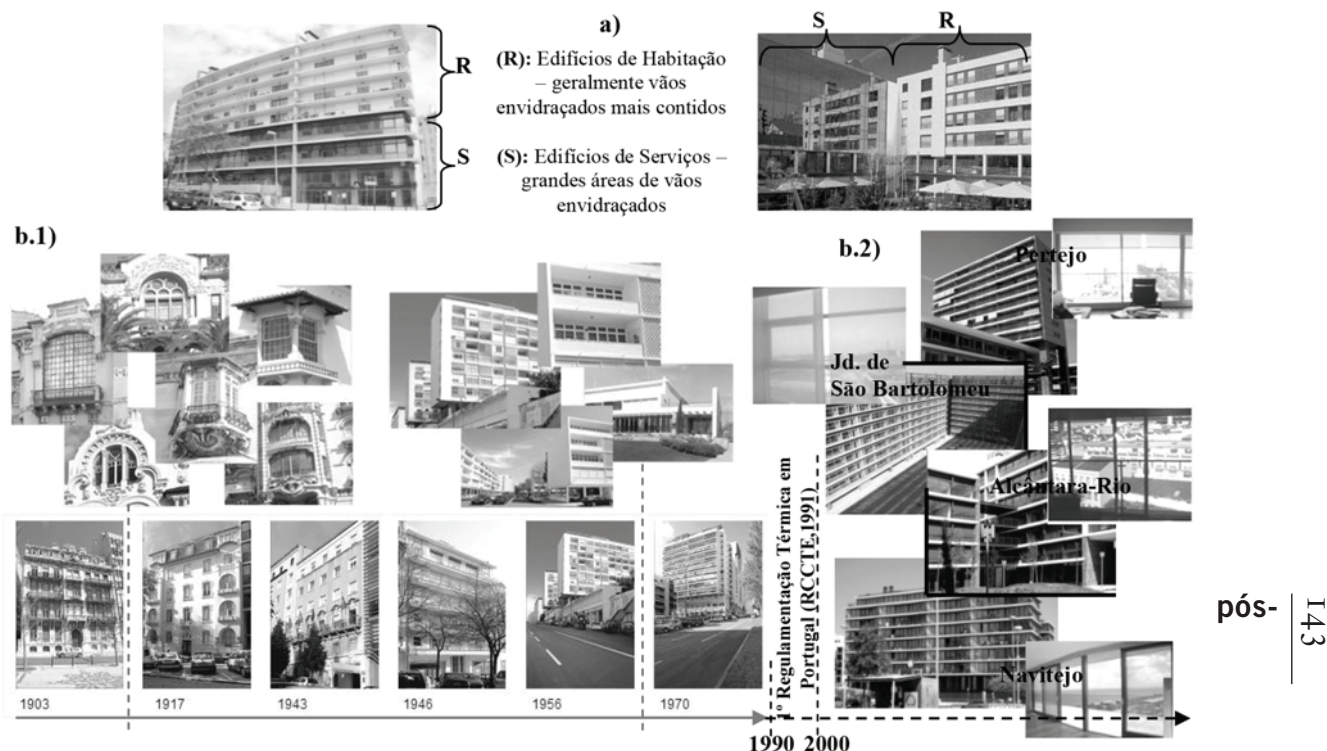 a)
(R): Edifícios de Habitação
– geralmente vãos
envidraçados mais contidos
(S): Edifícios de Serviços –
grandes áreas de vãos
envidraçados
R
S
S
R
b.1)
b.2)
Pertejo
Jd. de
São Bartolomeu
Alcântara-Rio
Navitejo
1º Regulamentação Térmica em
Portugal (RCCTE,1991)
1903
1917
1943
1946
1956
1970
1990
2000
pós-
143